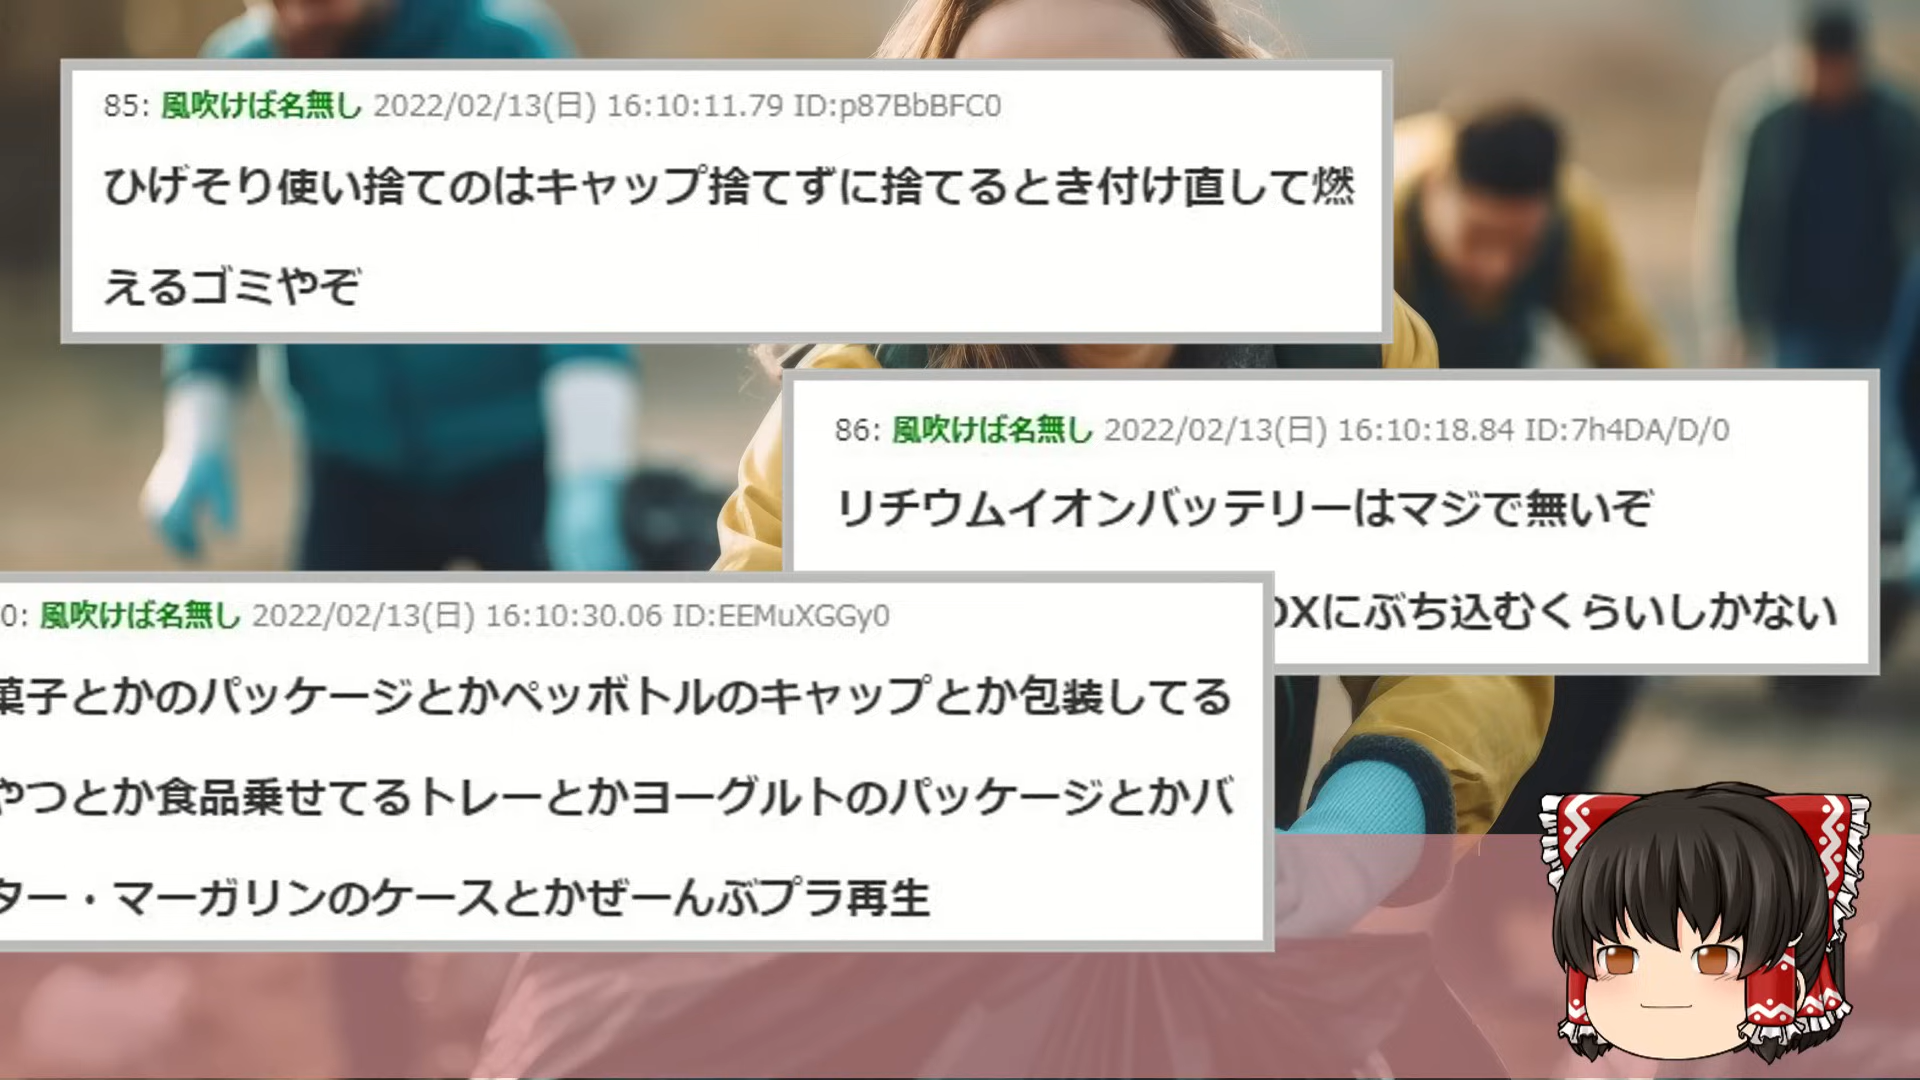 85: 風吹けば名無し 2022/02/13(日) 16:10:11.79 ID:p87BbBFC0
ひげそり使い捨てのはキャップ捨てずに捨てるとき付け直して燃
えるゴミやぞ
86: 風吹けば名無し 2022/02/13(日) 16:10:18.84 ID:7h4DA/D/0
リチウムイオンバッテリーはマジで無いぞ
Xにぶち込むくらいしかない
0: 風吹けば名無し 2022/02/13(日) 16:10:30.06 ID:EEMuXGGy0
菓子とかのパッケージとかペッボトルのキャップとか包装してる
やつとか食品乗せてるトレーとかヨーグルトのパッケージとかバ
ター・マーガリンのケースとかぜーんぶプラ再生